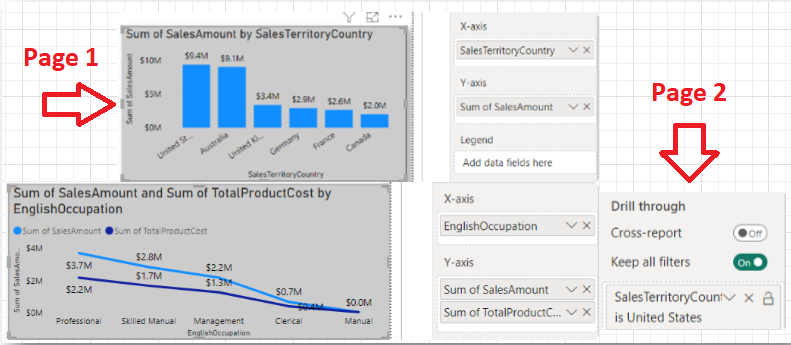 Page 1
Sum of SalesAmount by SalesTerritoryCountry
Sum of SalesAmount
$10M
$5M
$0M
$9.4M
$9.1M
$3.4M
$2.9M
$2.6M
$2.0M
United St...
Australia
United Ki...
Germany
France
Canada
SalesTerritoryCountry
X-axis
SalesTerritoryCountry
Y-axis
Sum of SalesAmount
Legend
Add data fields here
Page 2
Sum of SalesAmount and Sum of TotalProductCost by
EnglishOccupation
Sum of SalesAmount
Sum of TotalProductCost
Sum of SalesAmo...
$4M
$2M
$0M
$3.7M
$2.8M
$2.2M
$0.7M
$0.0M
$2.2M
$1.7M
$1.3M
$0.4M
Professional
Skilled Manual
Management
Clerical
Manual
EnglishOccupation
X-axis
EnglishOccupation
Y-axis
Sum of SalesAmount
Sum of TotalProductC...
Drill through
Cross-report
Off
Keep all filters
On
SalesTerritoryCount
is United States